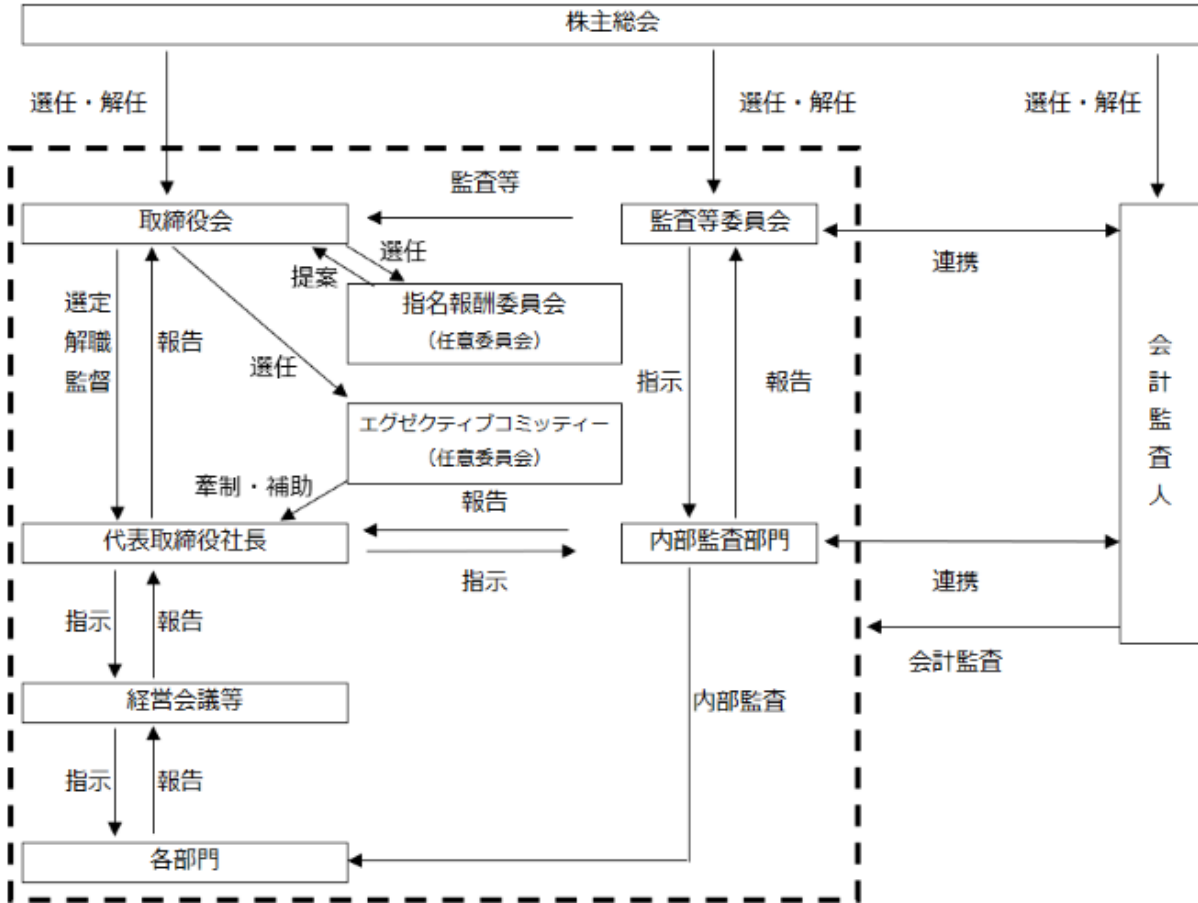 株主総会
選任・解任
選任・解任
選任・解任
監査等
取締役会
監査等委員会
連携
選任
提案
指名報酬委員会
(任意委員会)
選定
解職
監督
報告
選任
指示
報告
会計監査人
エグゼクティブコミッティー
(任意委員会)
牽制・補助
報告
代表取締役社長
内部監査部門
指示
連携
指示
報告
会計監査
経営会議等
内部監査
指示
報告
各部門